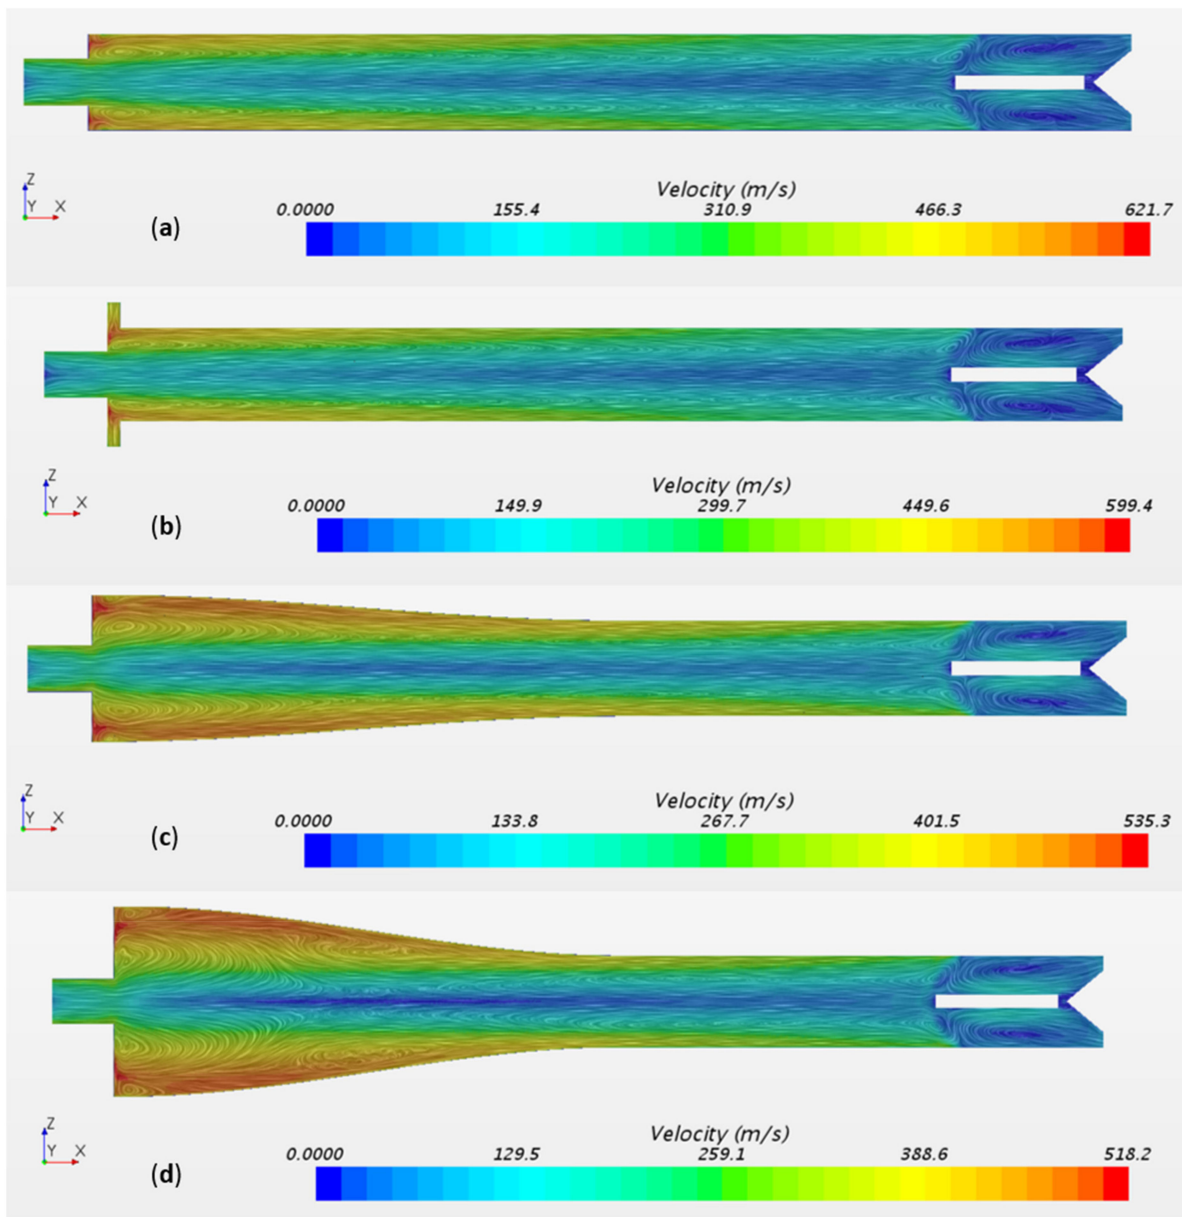 Z
Y X
(a)
Velocity (m/s)
0.0000 155.4 310.9 466.3 621.7
Z
Y X
(b)
Velocity (m/s)
0.0000 149.9 299.7 449.6 599.4
Z
Y X
(c)
Velocity (m/s)
0.0000 133.8 267.7 401.5 535.3
Z
Y X
(d)
Velocity (m/s)
0.0000 129.5 259.1 388.6 518.2